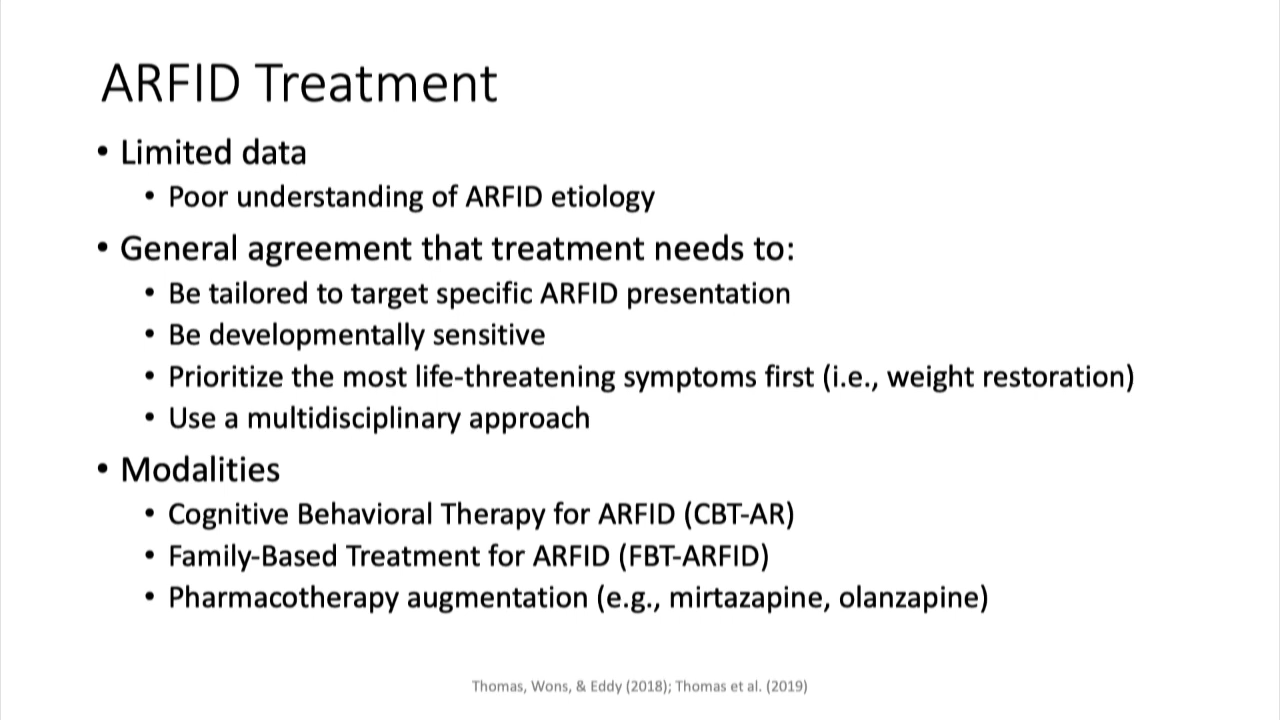 ARFID Treatment
• Limited data
• Poor understanding of ARFID etiology
• General agreement that treatment needs to:
• Be tailored to target specific ARFID presentation
• Be developmentally sensitive
• Prioritize the most life-threatening symptoms first (i.e., weight restoration)
• Use a multidisciplinary approach
• Modalities
• Cognitive Behavioral Therapy for ARFID (CBT-AR)
• Family-Based Treatment for ARFID (FBT-ARFID)
• Pharmacotherapy augmentation (e.g., mirtazapine, olanzapine)
Thomas, Wons, & Eddy (2018); Thomas et al. (2019)